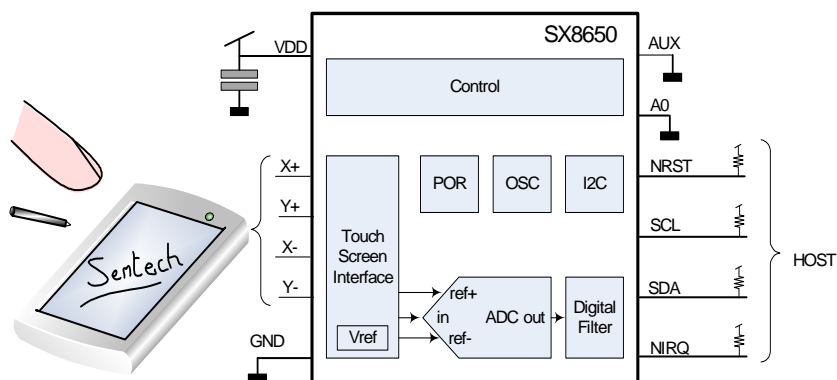 SX8650
VDD
AUX
Control
A0
X+
POR
OSC
I2C
NRST
Y+
Touch
Screen
Interface
SCL
X-
HOST
Sentech
Y-
ref+
in
ref-
ADC out
Digital
Filter
SDA
GND
Vref
NIRQ